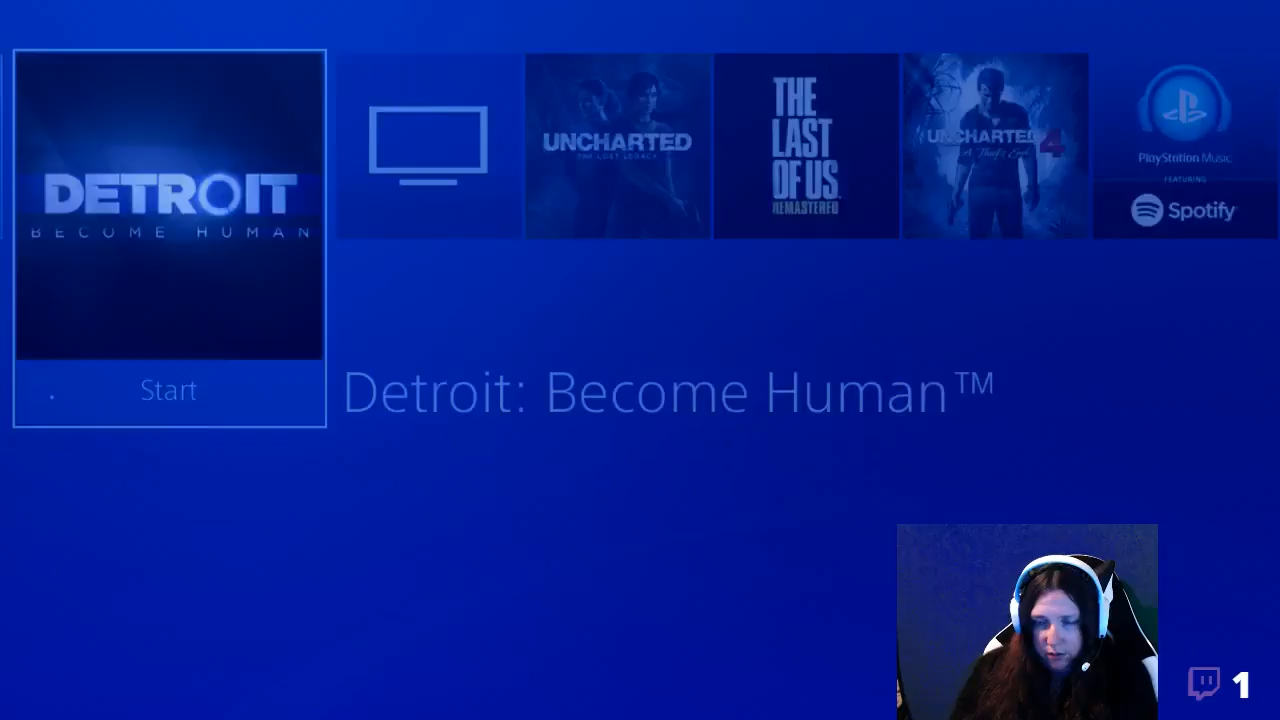 DETROIT
BECOME HUMAN
Start
UNCHARTED
THE LOST LEGACY
THE
LAST
OF US
REMASTERED
UNCHARTED 4
A Thief's End
PlayStation Music
FEATURING
Spotify
Detroit: Become Human™
1